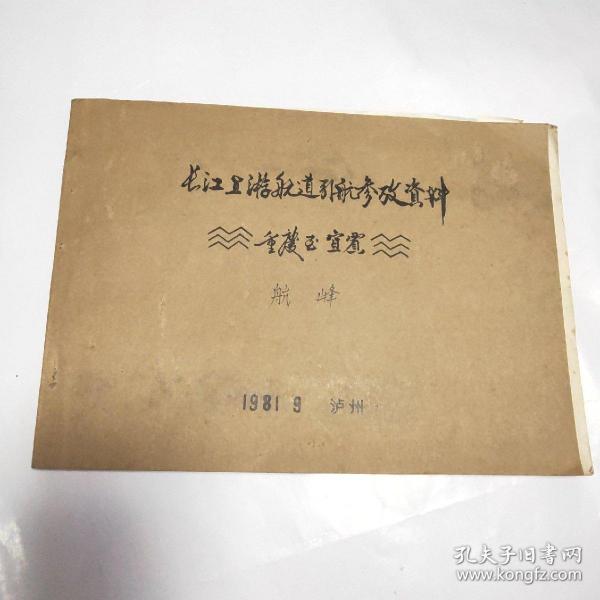 长江上游航道引航参攷資料
重慶至宜賓
航峰
1981 9 泸州
孔夫子旧书网
www.kongfz.com